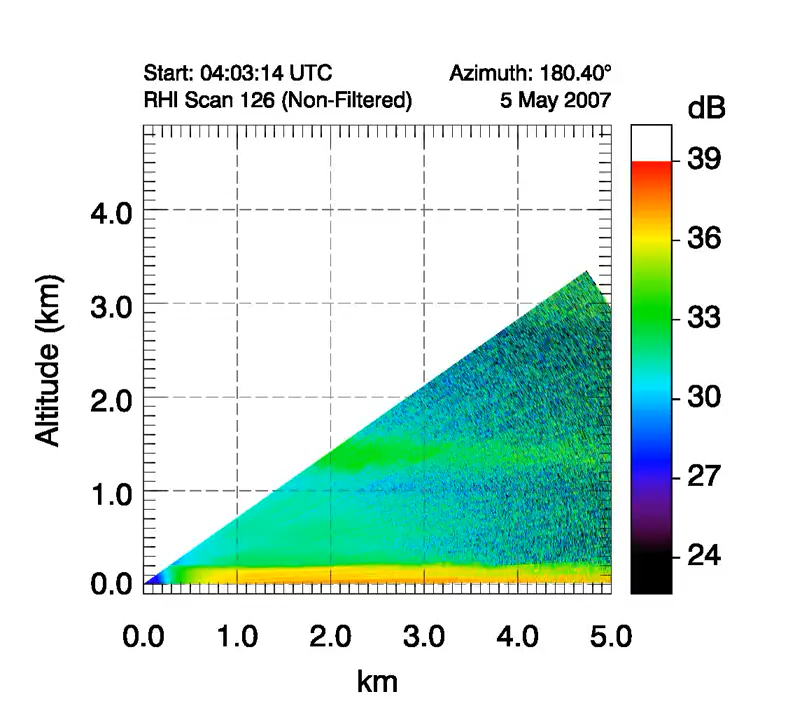 Start: 04:03:14 UTC
Azimuth: 180.40°
RHI Scan 126 (Non-Filtered)
5 May 2007
dB
39
36
33
30
27
24
Altitude (km)
4.0
3.0
2.0
1.0
0.0
0.0 1.0 2.0 3.0 4.0 5.0
km